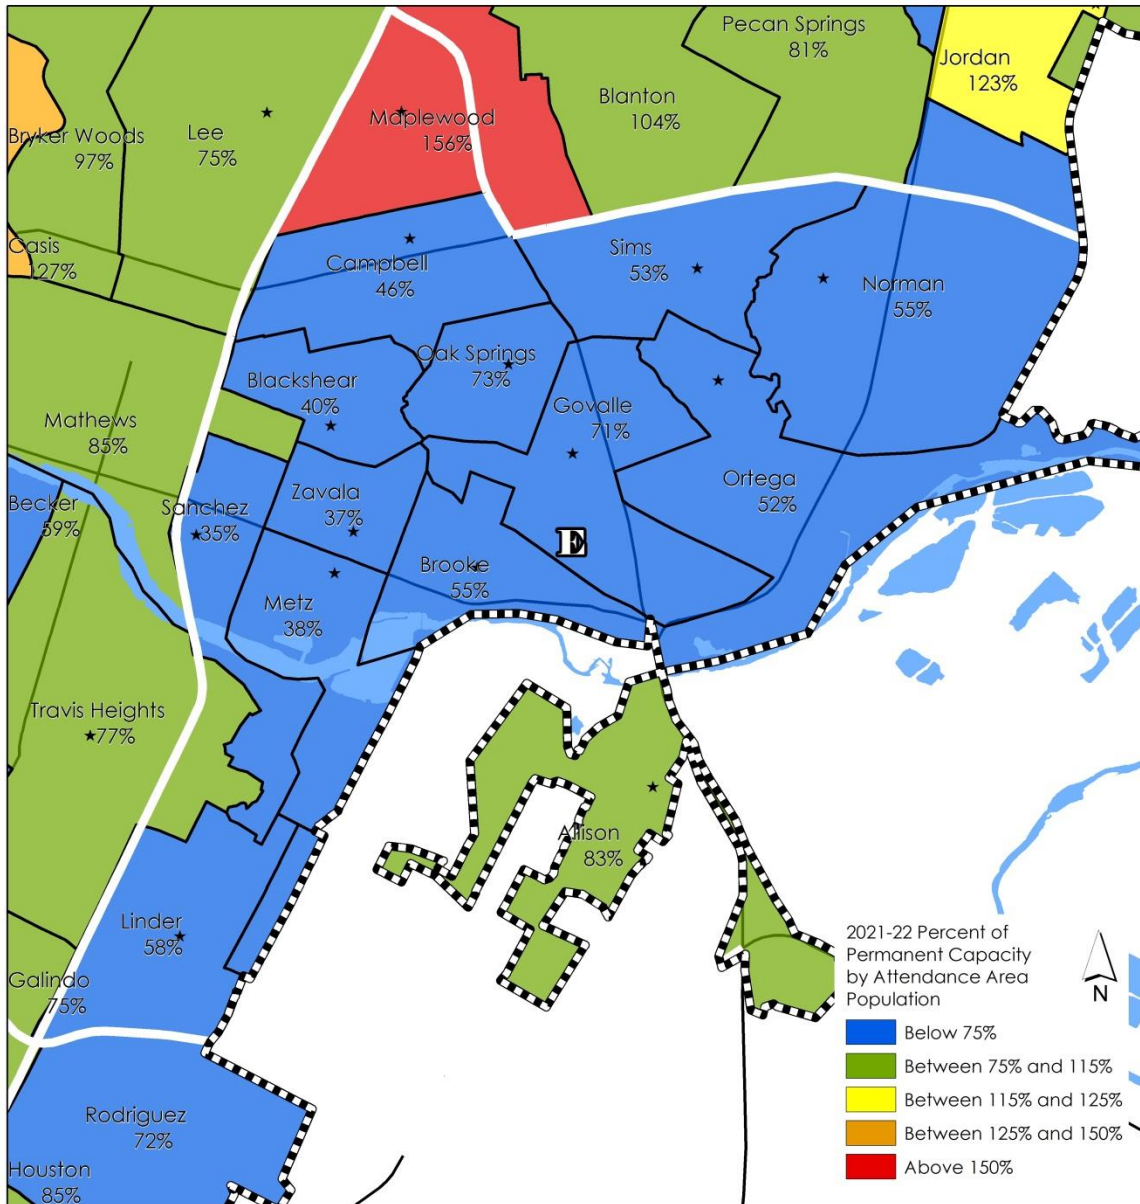 Pecan Springs
81%
Jordan
123%
Blanton
104%
Maplewood
156%
Lee
75%
Bryker Woods
97%
Casis
127%
Campbell
46%
Sims
53%
Norman
55%
Oak Springs
73%
Blackshear
40%
Govalle
71%
Mathews
85%
Ortega
52%
Becker
59%
Sanchez
35%
Zavala
37%
E
Brooke
55%
Metz
38%
Travis Heights
77%
Allison
83%
Linder
58%
Galindo
75%
Rodriguez
72%
Houston
85%
2021-22 Percent of
Permanent Capacity
by Attendance Area
Population
N
Below 75%
Between 75% and 115%
Between 115% and 125%
Between 125% and 150%
Above 150%